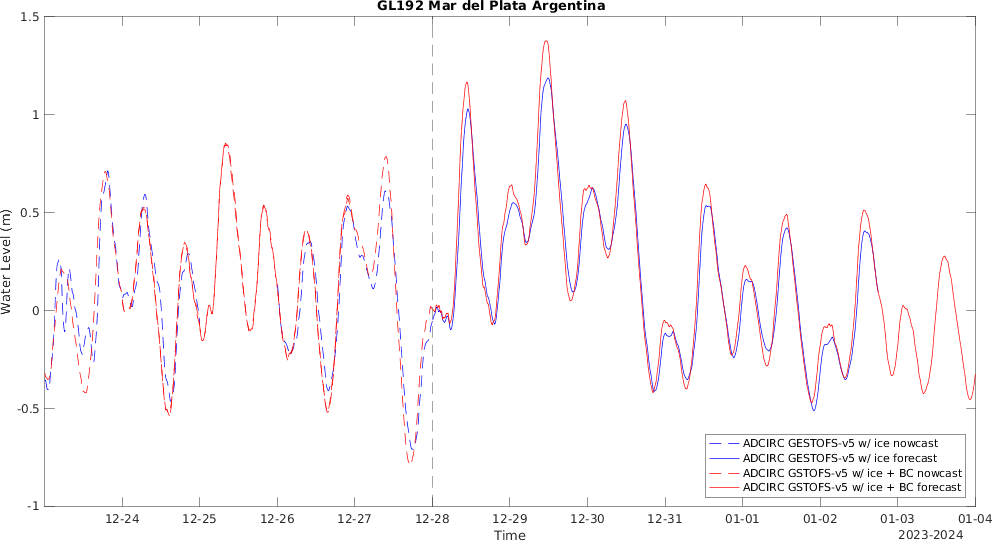 GL192 Mar del Plata Argentina
1.5
1
0.5
0
-0.5
-1
Water Level (m)
12-24
12-25
12-26
12-27
12-28
12-29
12-30
12-31
01-01
01-02
01-03
01-04
Time
2023-2024
ADCIRC GESTOFS-v5 w/ ice nowcast
ADCIRC GESTOFS-v5 w/ ice forecast
ADCIRC GSTOFS-v5 w/ ice + BC nowcast
ADCIRC GSTOFS-v5 w/ ice + BC forecast